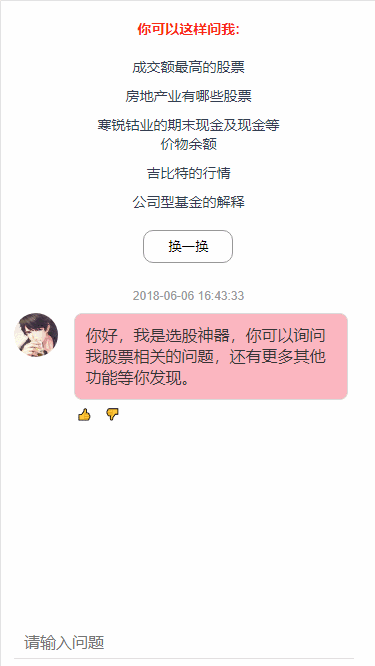 你可以这样问我:
成交额最高的股票
房地产业有哪些股票
寒锐钴业的期末现金及现金等
价物余额
吉比特的行情
公司型基金的解释
换一换
2018-06-06 16:43:33
你好，我是选股神器，你可以询问
我股票相关的问题，还有更多其他
功能等你发现。
请输入问题